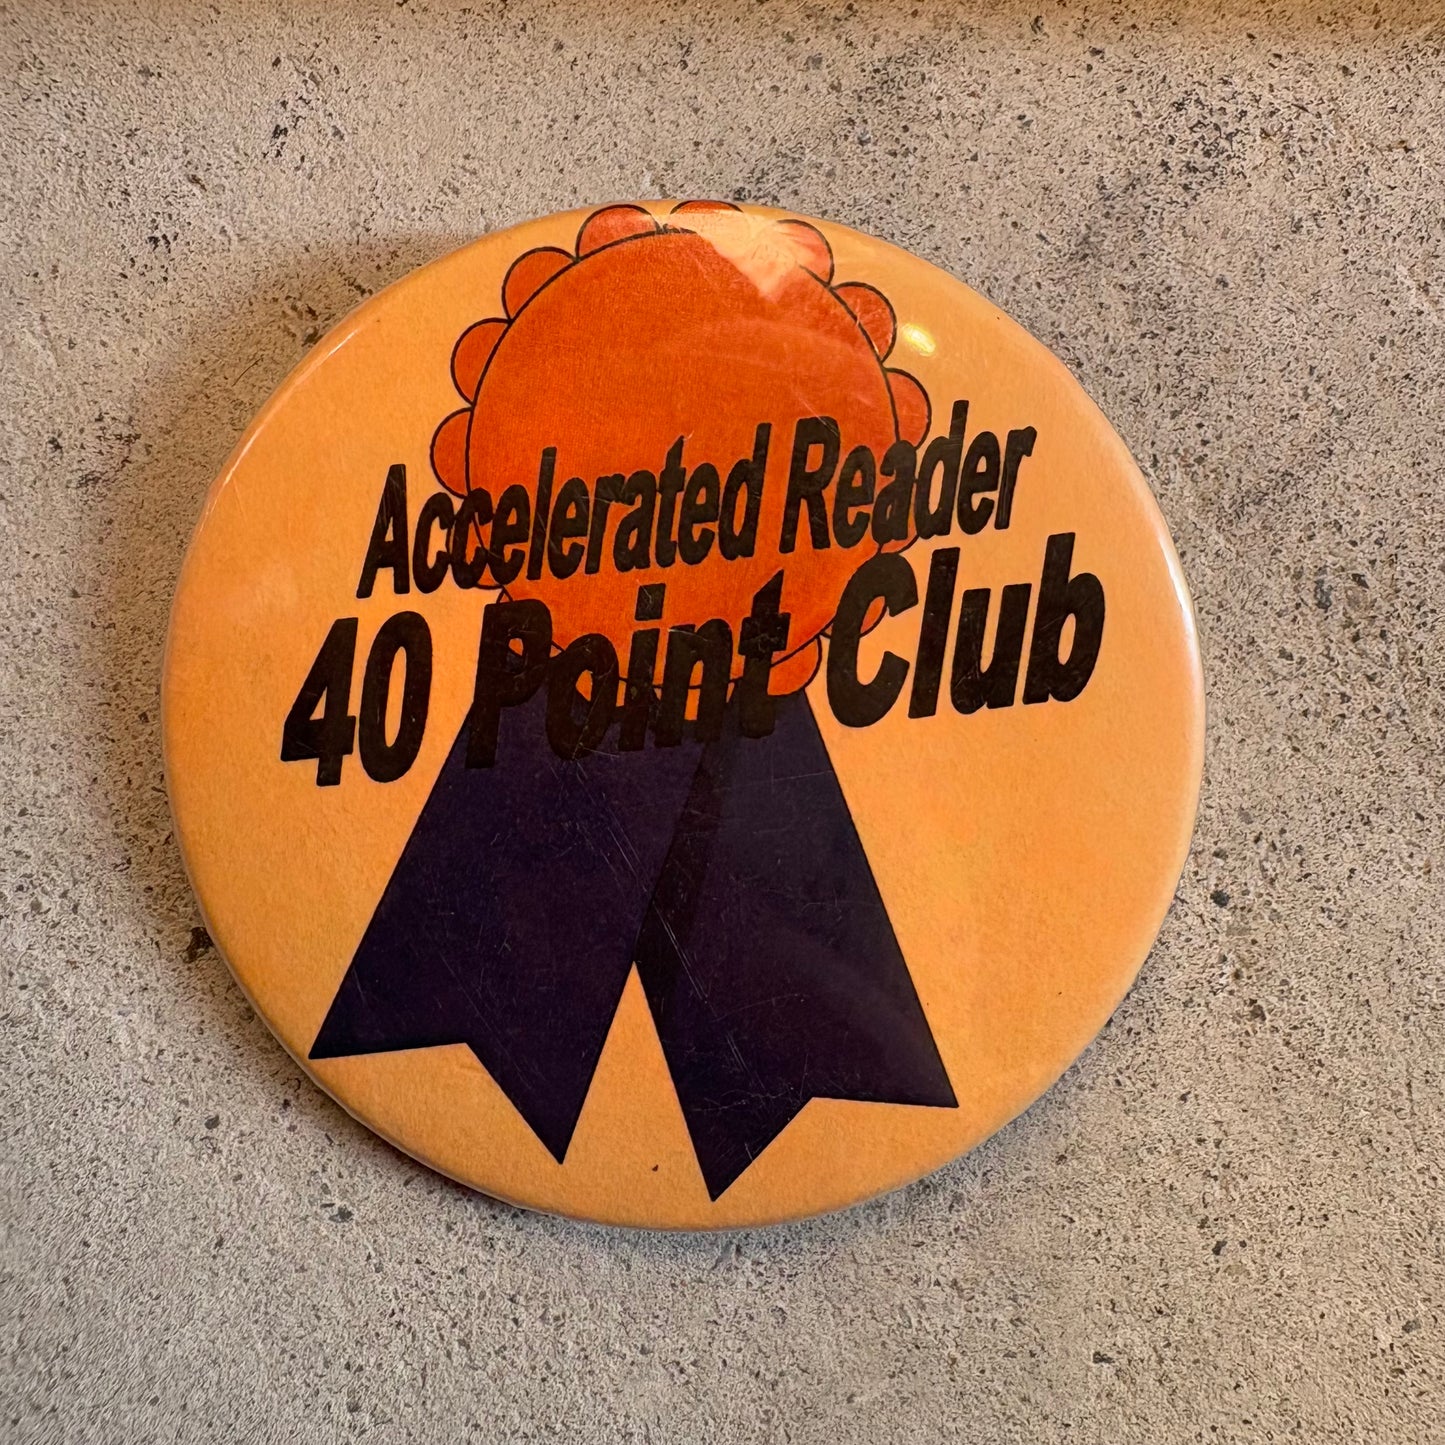 Accelerated Reader
40 Point Club